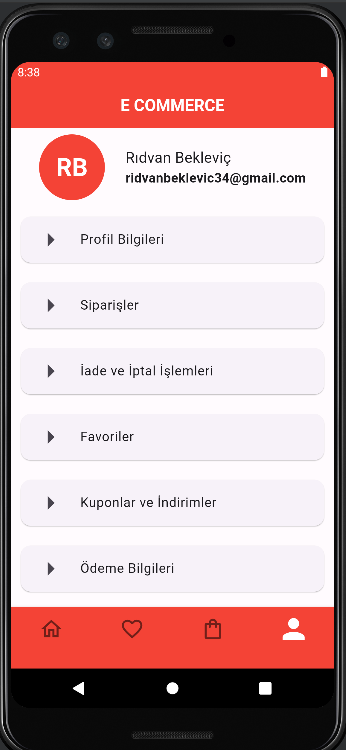 8:38
E COMMERCE
RB
Rıdvan Bekleviç
rıdvanbeklevic34@gmail.com
Profil Bilgileri
Siparişler
İade ve İptal İşlemleri
Favoriler
Kuponlar ve İndirimler
Ödeme Bilgileri